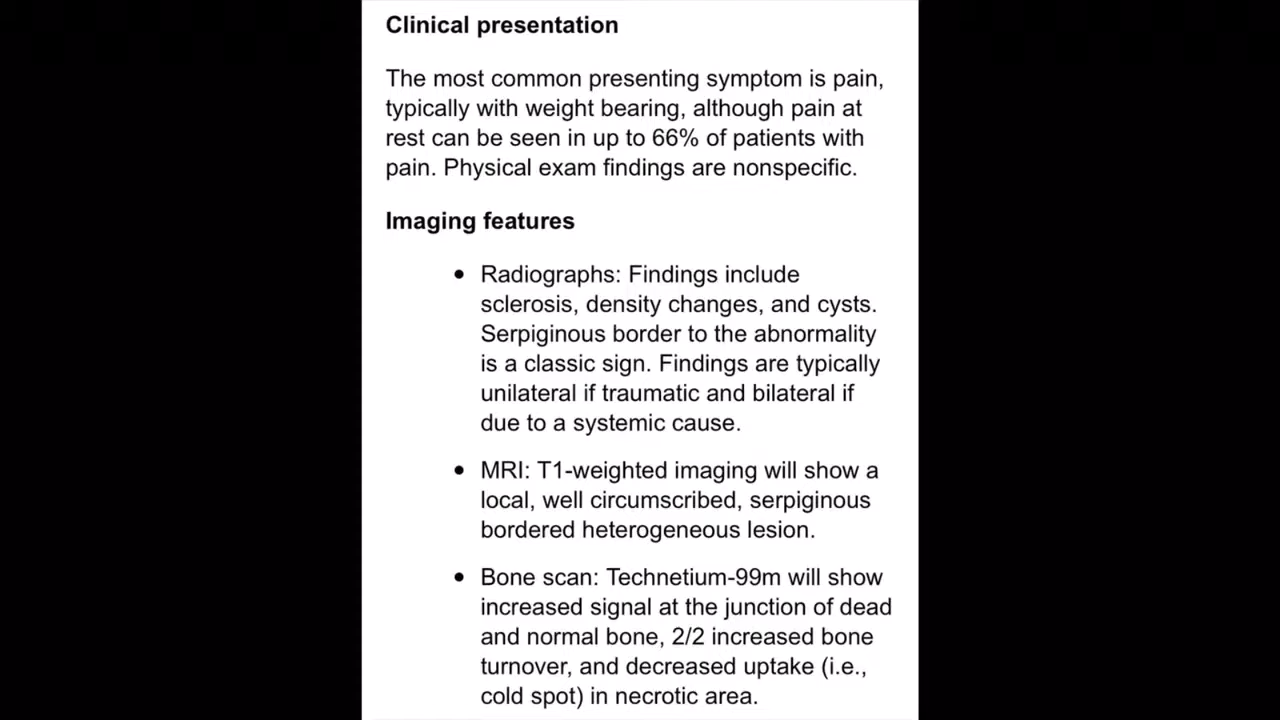 Clinical presentation
The most common presenting symptom is pain,
typically with weight bearing, although pain at
rest can be seen in up to 66% of patients with
pain. Physical exam findings are nonspecific.
Imaging features
• Radiographs: Findings include
sclerosis, density changes, and cysts.
Serpiginous border to the abnormality
is a classic sign. Findings are typically
unilateral if traumatic and bilateral if
due to a systemic cause.
• MRI: T1-weighted imaging will show a
local, well circumscribed, serpiginous
bordered heterogeneous lesion.
• Bone scan: Technetium-99m will show
increased signal at the junction of dead
and normal bone, 2/2 increased bone
turnover, and decreased uptake (i.e.,
cold spot) in necrotic area.